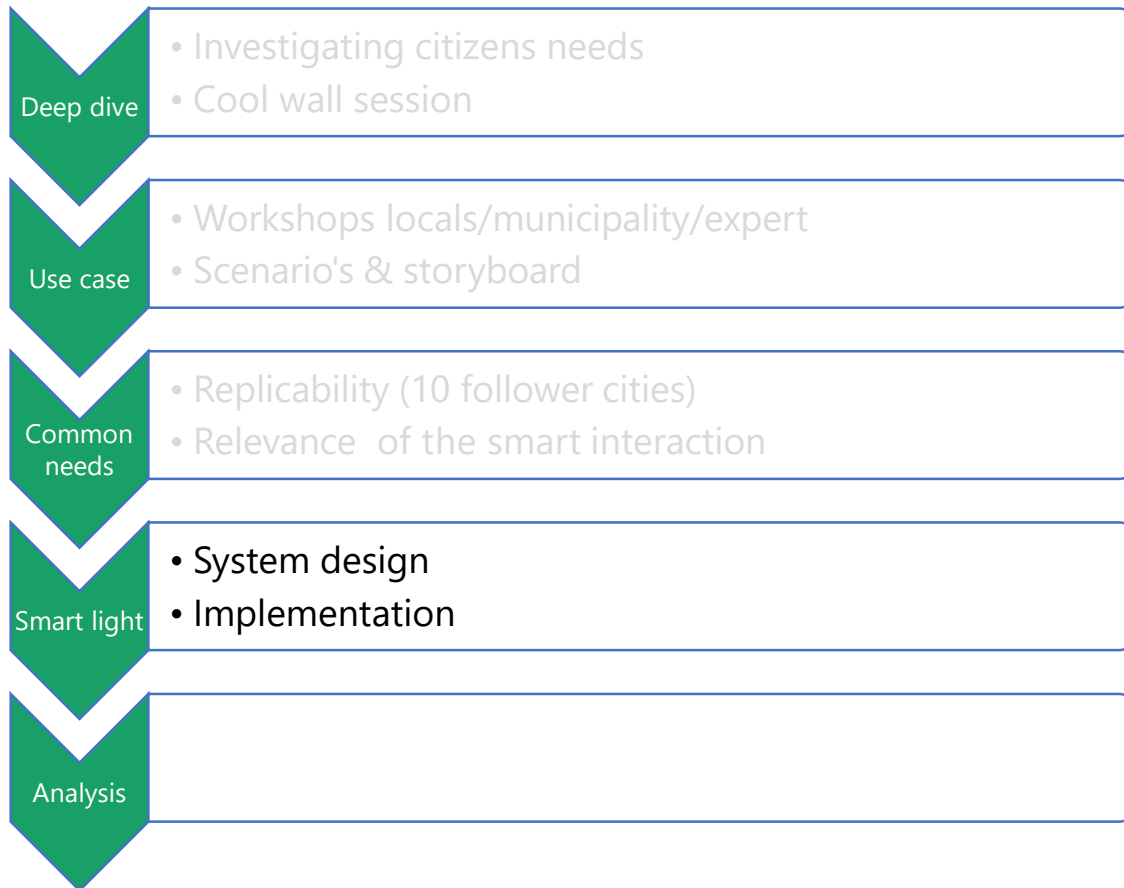 Deep dive
• Investigating citizens needs
• Cool wall session
Use case
• Workshops locals/municipality/expert
• Scenario's & storyboard
Common
needs
• Replicability (10 follower cities)
• Relevance  of the smart interaction
Smart light
• System design
• Implementation
Analysis